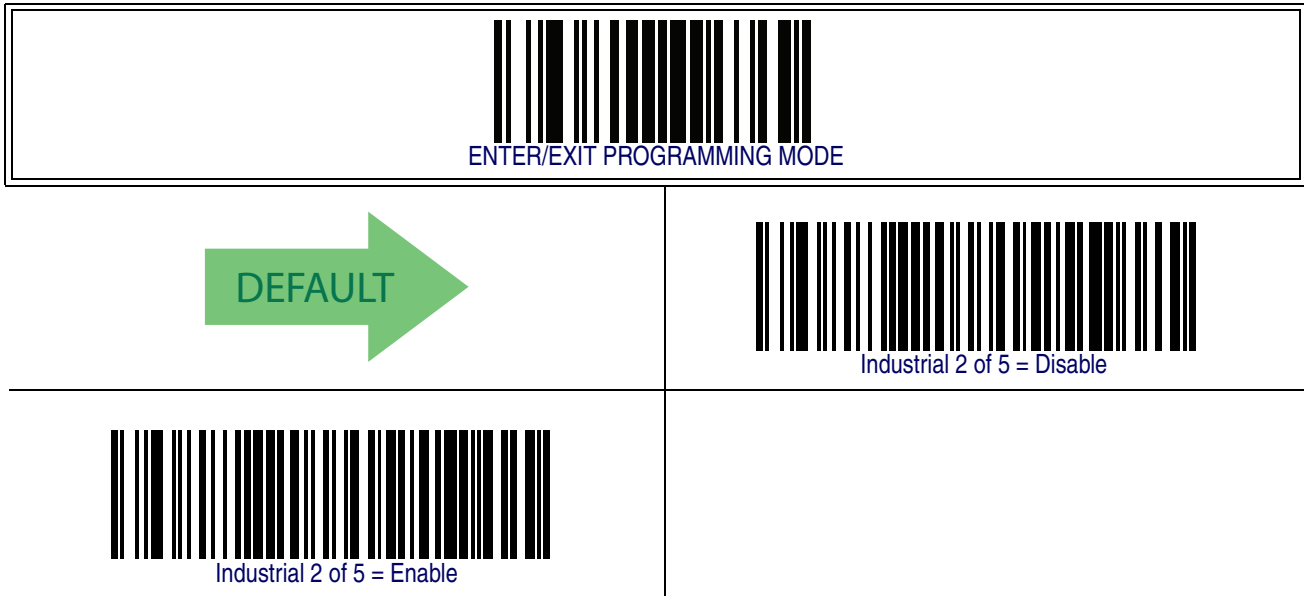 ENTER/EXIT PROGRAMMING MODE
DEFAULT
Industrial 2 of 5 = Disable
Industrial 2 of 5 = Enable